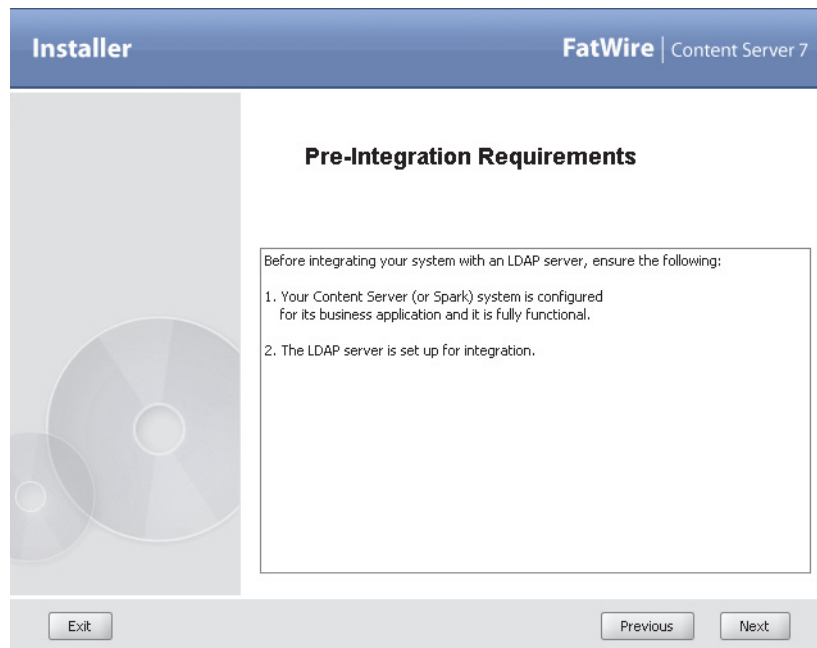 Installer
FatWire | Content Server 7
Pre-Integration Requirements
Before integrating your system with an LDAP server, ensure the following:
1. Your Content Server (or Spark) system is configured
for its business application and it is fully functional.
2. The LDAP server is set up for integration.
Exit
Previous
Next